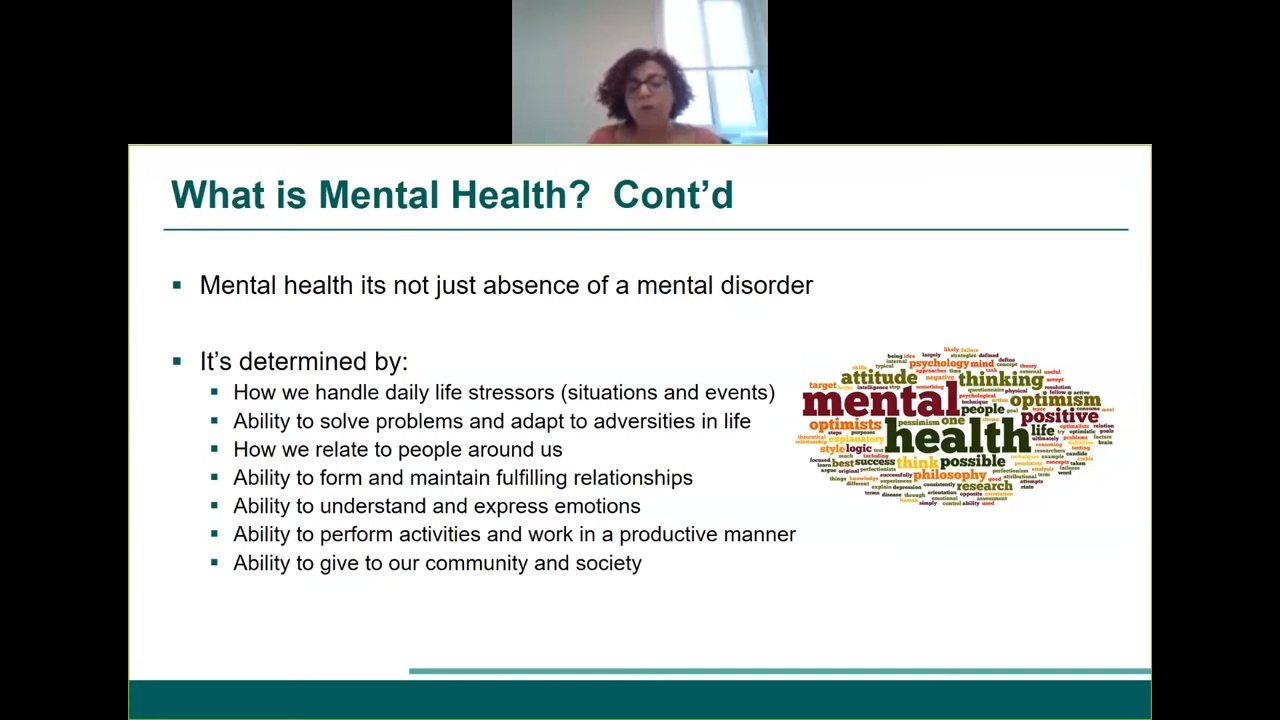 What is Mental Health?  Cont’d
Mental health its not just absence of a mental disorder
It’s determined by:
How we handle daily life stressors (situations and events)
Ability to solve problems and adapt to adversities in life
How we relate to people around us
Ability to form and maintain fulfilling relationships
Ability to understand and express emotions
Ability to perform activities and work in a productive manner
Ability to give to our community and society
psychology mind
attitude thinking
target
mental people optimism
optimists positive
health life
explanatory
style logic
best success think possible
philosophy
research